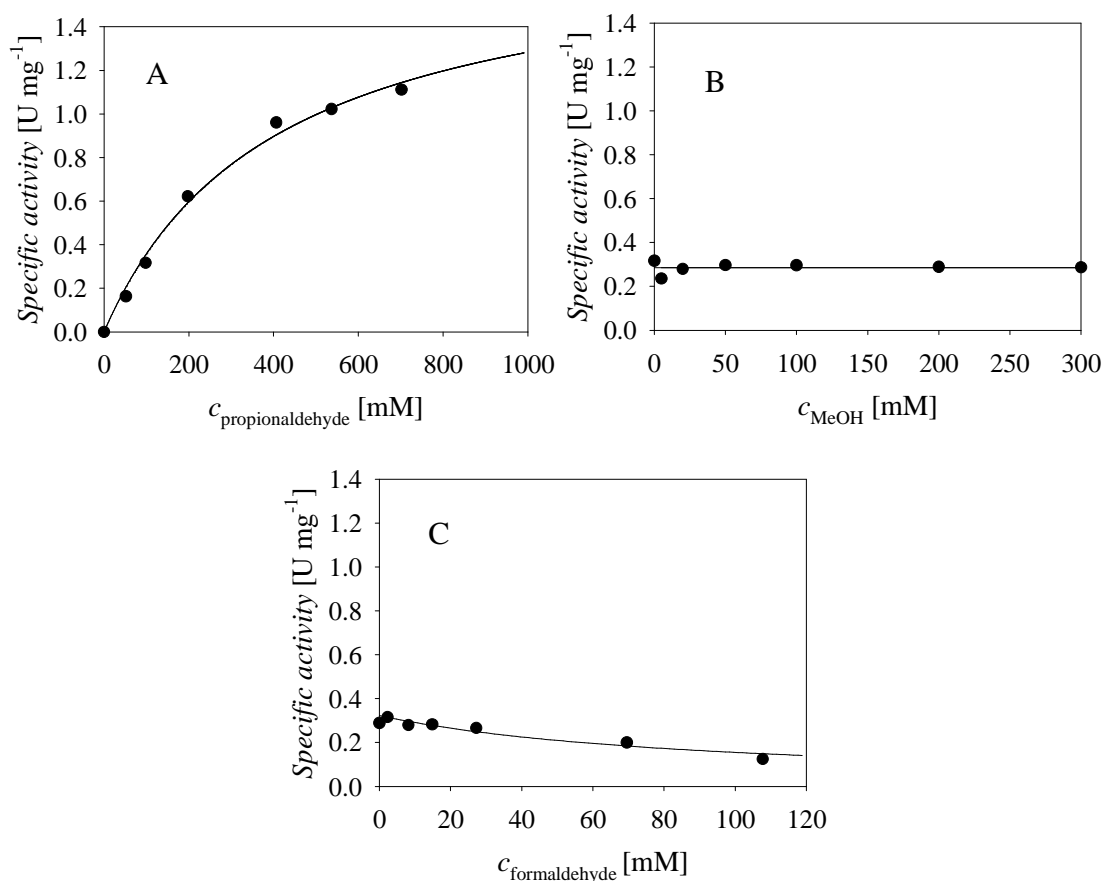 A
Specific activity [U mg⁻¹]
1.4
1.2
1.0
0.8
0.6
0.4
0.2
0.0
0 200 400 600 800 1000
c propionaldehyde [mM]
B
Specific activity [U mg⁻¹]
1.4
1.2
1.0
0.8
0.6
0.4
0.2
0.0
0 50 100 150 200 250 300
c MeOH [mM]
C
Specific activity [U mg⁻¹]
1.4
1.2
1.0
0.8
0.6
0.4
0.2
0.0
0 20 40 60 80 100 120
c formaldehyde [mM]